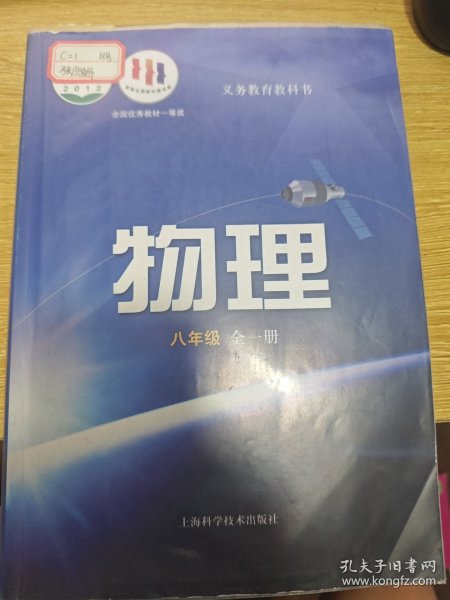 C=1
2012
全国优秀教材一等奖
义务教育教科书
物理
八年级 全一册
上海科学技术出版社
孔夫子旧书网
www.kongfz.com